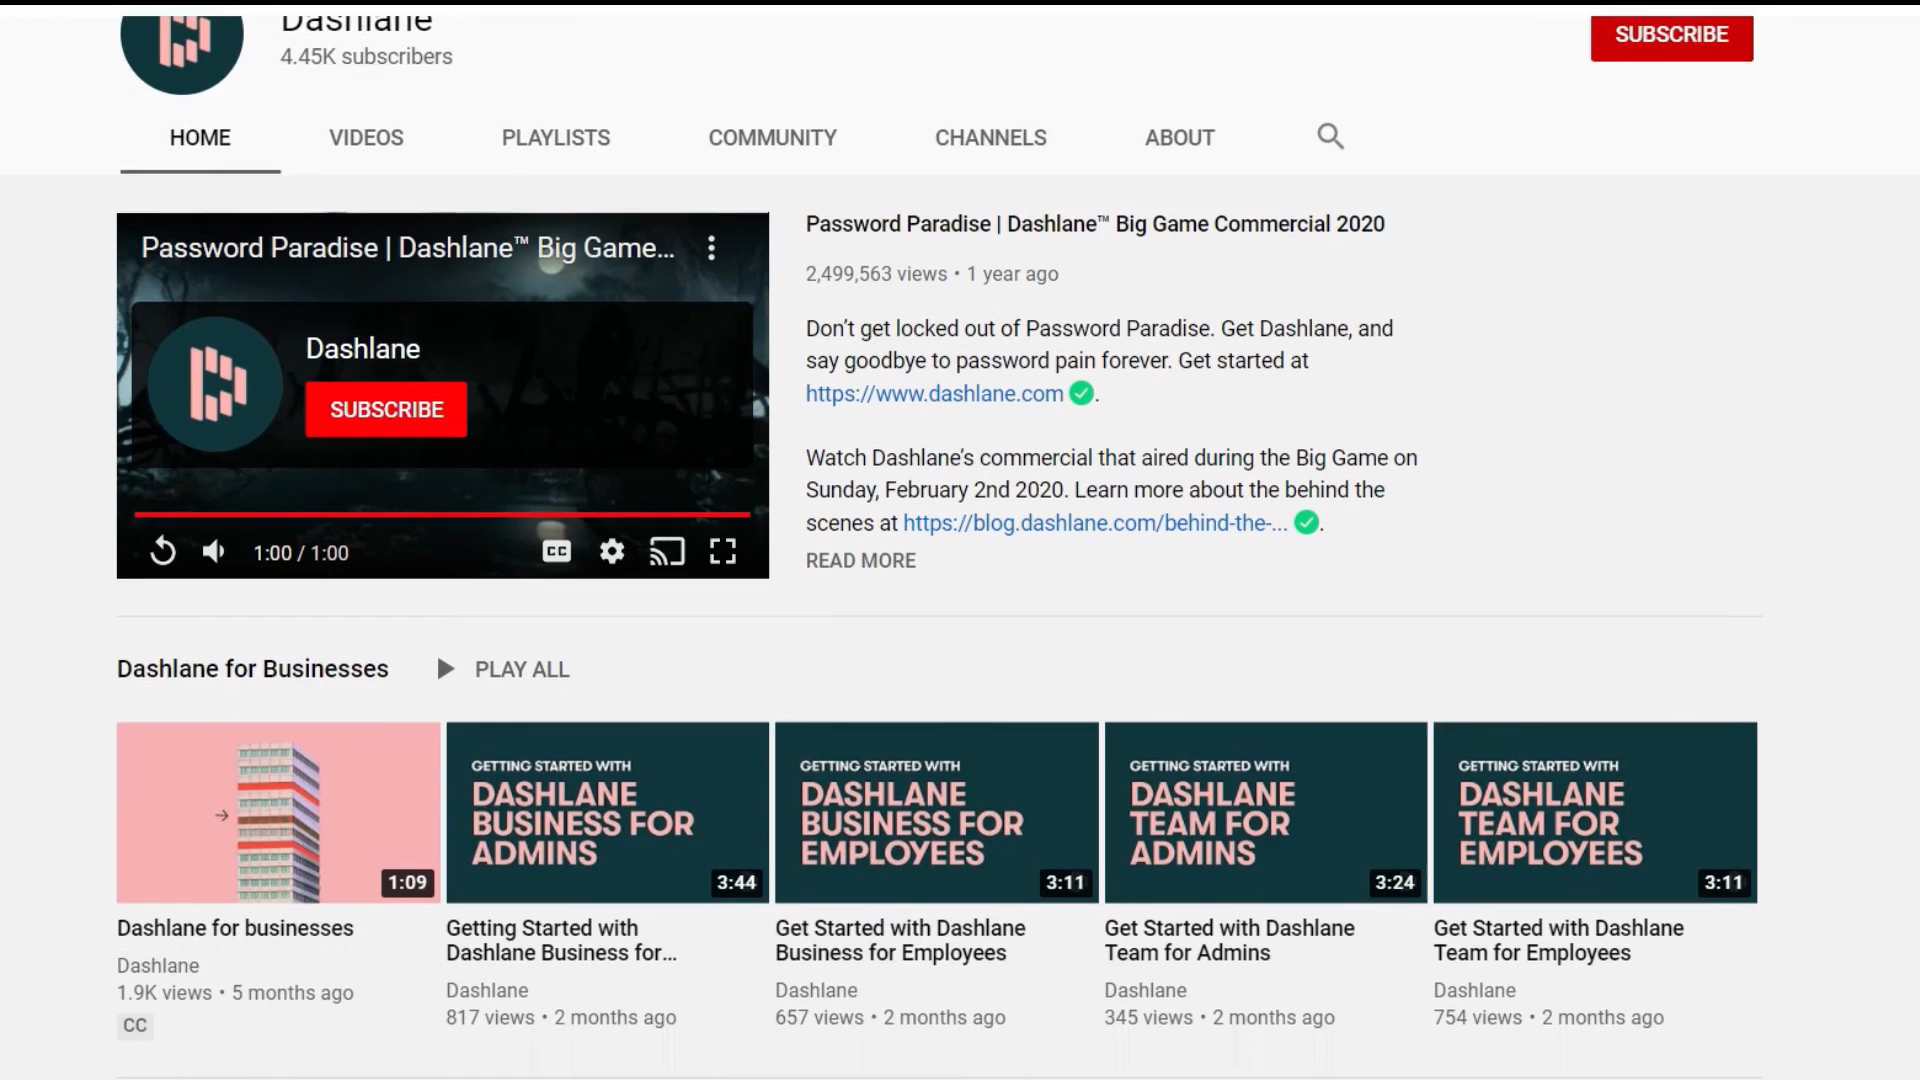 Dashlane
4.45K subscribers
SUBSCRIBE
HOME VIDEOS PLAYLISTS COMMUNITY CHANNELS ABOUT
Password Paradise | Dashlane™ Big Game...
Dashlane
SUBSCRIBE
1:00 / 1:00
CC
Password Paradise | Dashlane™ Big Game Commercial 2020
2,499,563 views • 1 year ago
Don't get locked out of Password Paradise. Get Dashlane, and
say goodbye to password pain forever. Get started at
https://www.dashlane.com .
Watch Dashlane's commercial that aired during the Big Game on
Sunday, February 2nd 2020. Learn more about the behind the
scenes at https://blog.dashlane.com/behind-the-... .
READ MORE
Dashlane for Businesses PLAY ALL
1:09
GETTING STARTED WITH
DASHLANE
BUSINESS FOR
ADMINS
3:44
GETTING STARTED WITH
DASHLANE
BUSINESS FOR
EMPLOYEES
3:11
GETTING STARTED WITH
DASHLANE
TEAM FOR
ADMINS
3:24
GETTING STARTED WITH
DASHLANE
TEAM FOR
EMPLOYEES
3:11
Dashlane for businesses
Dashlane
1.9K views • 5 months ago
CC
Getting Started with
Dashlane Business for...
Dashlane
817 views • 2 months ago
Get Started with Dashlane
Business for Employees
Dashlane
657 views • 2 months ago
Get Started with Dashlane
Team for Admins
Dashlane
345 views • 2 months ago
Get Started with Dashlane
Team for Employees
Dashlane
754 views • 2 months ago